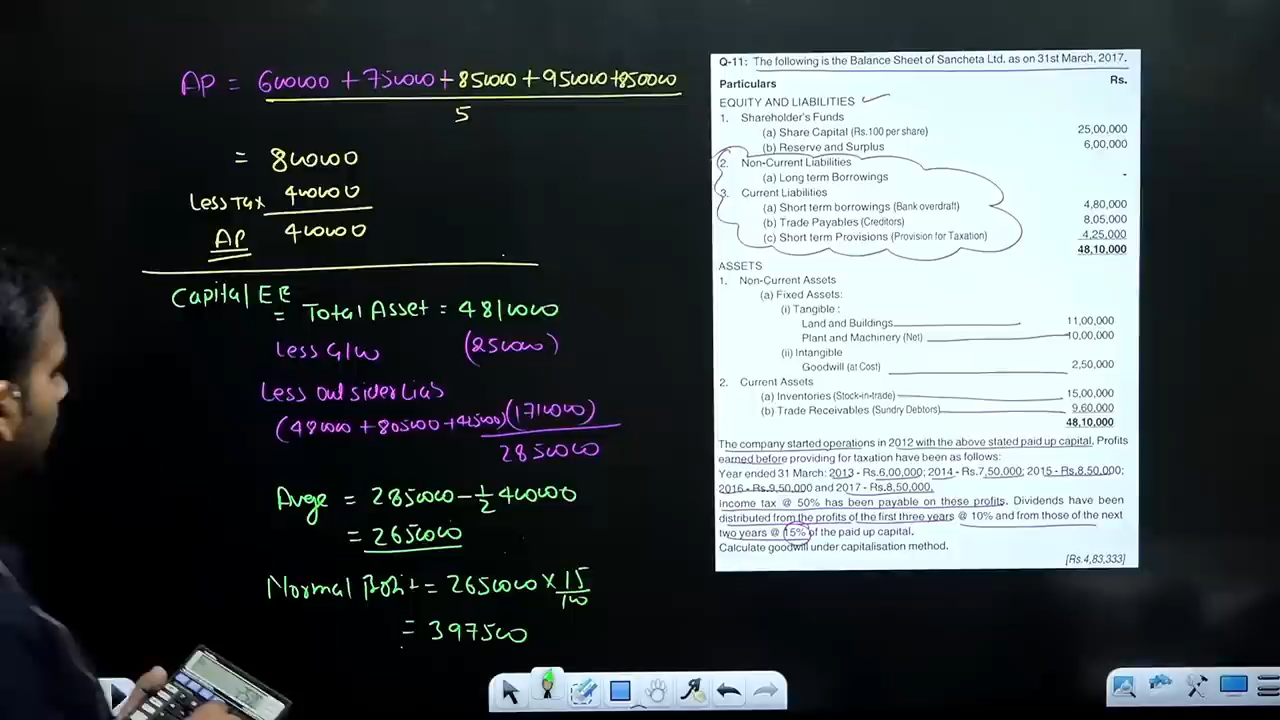 AP = 600000 + 750000 + 850000 + 950000 + 850000
5
= 800000
Less Tax 400000
AP 400000
Capital EE
= Total Asset = 4810000
Less G/W (250000)
Less outsider Liab
(480000 + 805000 + 425000) (1710000)
2850000
Avge = 2850000 - 1/2 400000
= 2650000
Normal Profit = 2650000 × 15/100
= 397500
Q-11: The following is the Balance Sheet of Sancheta Ltd. as on 31st March, 2017.
Particulars Rs.
EQUITY AND LIABILITIES
1. Shareholder's Funds
(a) Share Capital (Rs.100 per share) 25,00,000
(b) Reserve and Surplus 6,00,000
2. Non-Current Liabilities
(a) Long term Borrowings -
3. Current Liabilities
(a) Short term borrowings (Bank overdraft) 4,80,000
(b) Trade Payables (Creditors) 8,05,000
(c) Short term Provisions (Provision for Taxation) 4,25,000
48,10,000
ASSETS
1. Non-Current Assets
(a) Fixed Assets:
(i) Tangible :
Land and Buildings 11,00,000
Plant and Machinery (Net) 10,00,000
(ii) Intangible
Goodwill (at Cost) 2,50,000
2. Current Assets
(a) Inventories (Stock-in-trade) 15,00,000
(b) Trade Receivables (Sundry Debtors) 9,60,000
48,10,000
The company started operations in 2012 with the above stated paid up capital. Profits
earned before providing for taxation have been as follows:
Year ended 31 March: 2013 - Rs.6,00,000; 2014 - Rs.7,50,000; 2015 - Rs.8,50,000;
2016 - Rs.9,50,000 and 2017 - Rs.8,50,000.
Income tax @ 50% has been payable on these profits. Dividends have been
distributed from the profits of the first three years @ 10% and from those of the next
two years @ 15% of the paid up capital.
Calculate goodwill under capitalisation method.
[Rs.4,83,333]